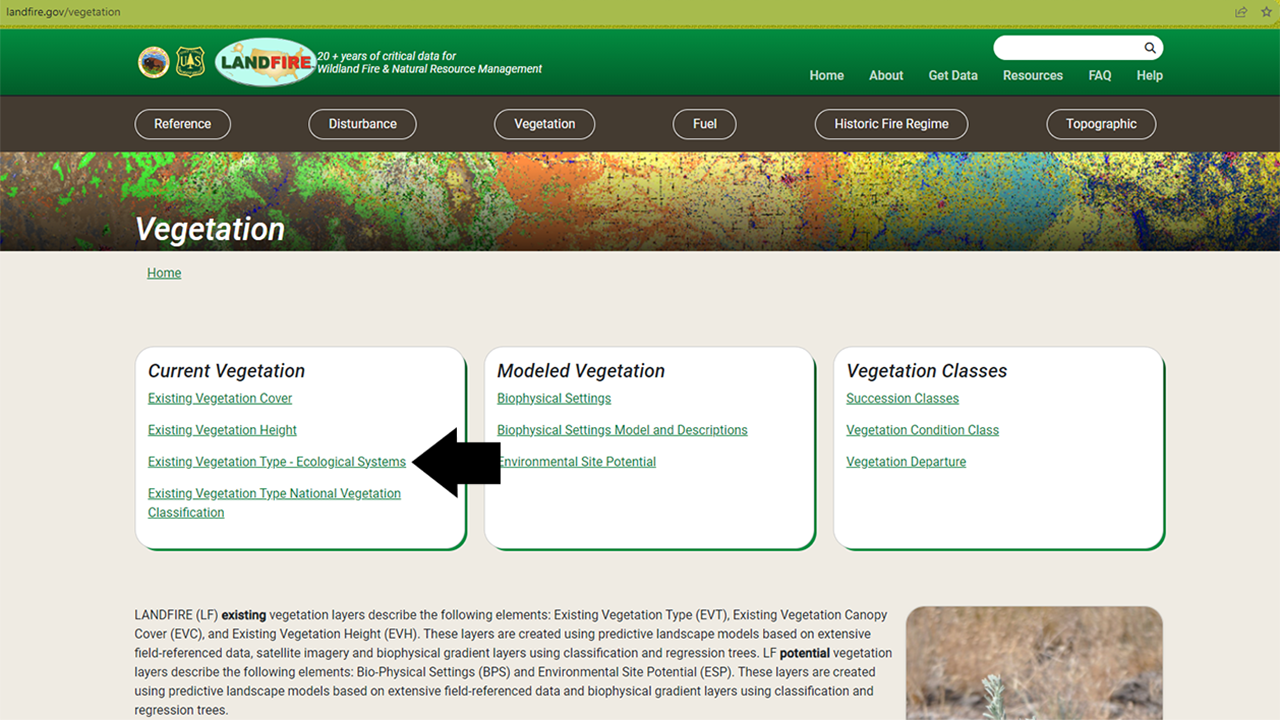 landfire.gov/vegetation
US
LANDFIRE
20 + years of critical data for
Wildland Fire & Natural Resource Management
Home About Get Data Resources FAQ Help
Reference Disturbance Vegetation Fuel Historic Fire Regime Topographic
Vegetation
Home
Current Vegetation
Existing Vegetation Cover
Existing Vegetation Height
Existing Vegetation Type - Ecological Systems
Existing Vegetation Type National Vegetation
Classification
Modeled Vegetation
Biophysical Settings
Biophysical Settings Model and Descriptions
Environmental Site Potential
Vegetation Classes
Succession Classes
Vegetation Condition Class
Vegetation Departure
LANDFIRE (LF) existing vegetation layers describe the following elements: Existing Vegetation Type (EVT), Existing Vegetation Canopy
Cover (EVC), and Existing Vegetation Height (EVH). These layers are created using predictive landscape models based on extensive
field-referenced data, satellite imagery and biophysical gradient layers using classification and regression trees. LF potential vegetation
layers describe the following elements: Bio-Physical Settings (BPS) and Environmental Site Potential (ESP). These layers are created
using predictive landscape models based on extensive field-referenced data and biophysical gradient layers using classification and
regression trees.